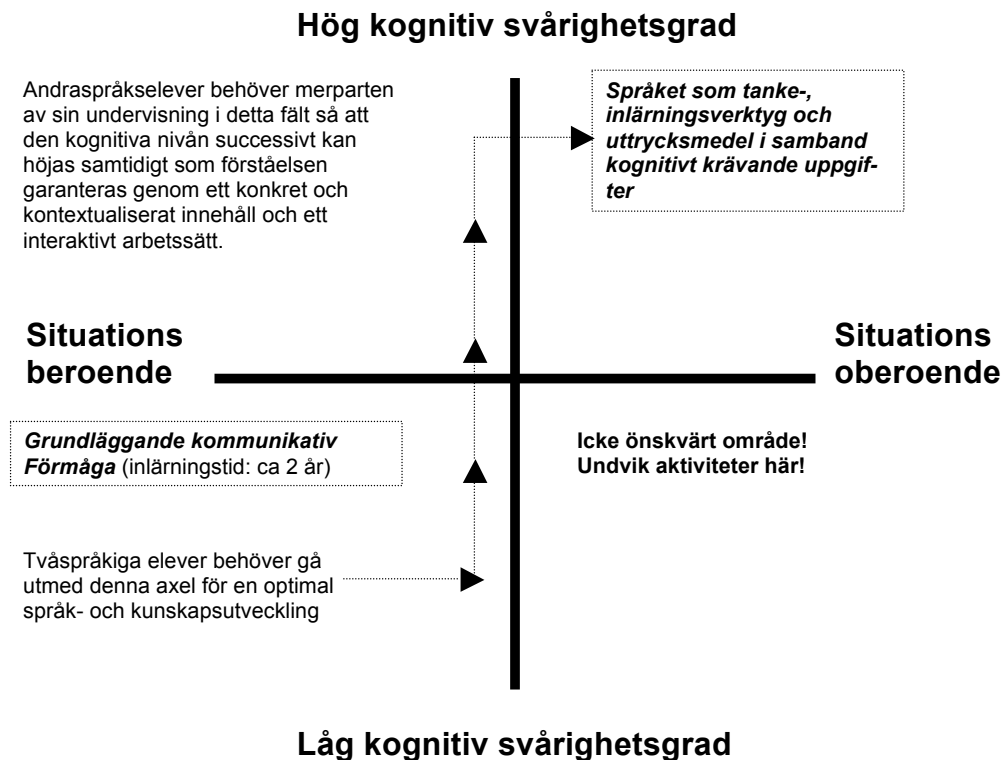 Hög kognitiv svårighetsgrad
Andraspråkselever behöver merparten
av sin undervisning i detta fält så att
den kognitiva nivån successivt kan
höjas samtidigt som förståelsen
garanteras genom ett konkret och
kontextualiserat innehåll och ett
interaktivt arbetssätt.
Språket som tanke-,
inlärningsverktyg och
uttrycksmedel i samband
kognitivt krävande uppgif-
ter
Situations
beroende
Situations
oberoende
Grundläggande kommunikativ
Förmåga (inlärningstid: ca 2 år)
Icke önskvärt område!
Undvik aktiviteter här!
Tvåspråkiga elever behöver gå
utmed denna axel för en optimal
språk- och kunskapsutveckling
Låg kognitiv svårighetsgrad